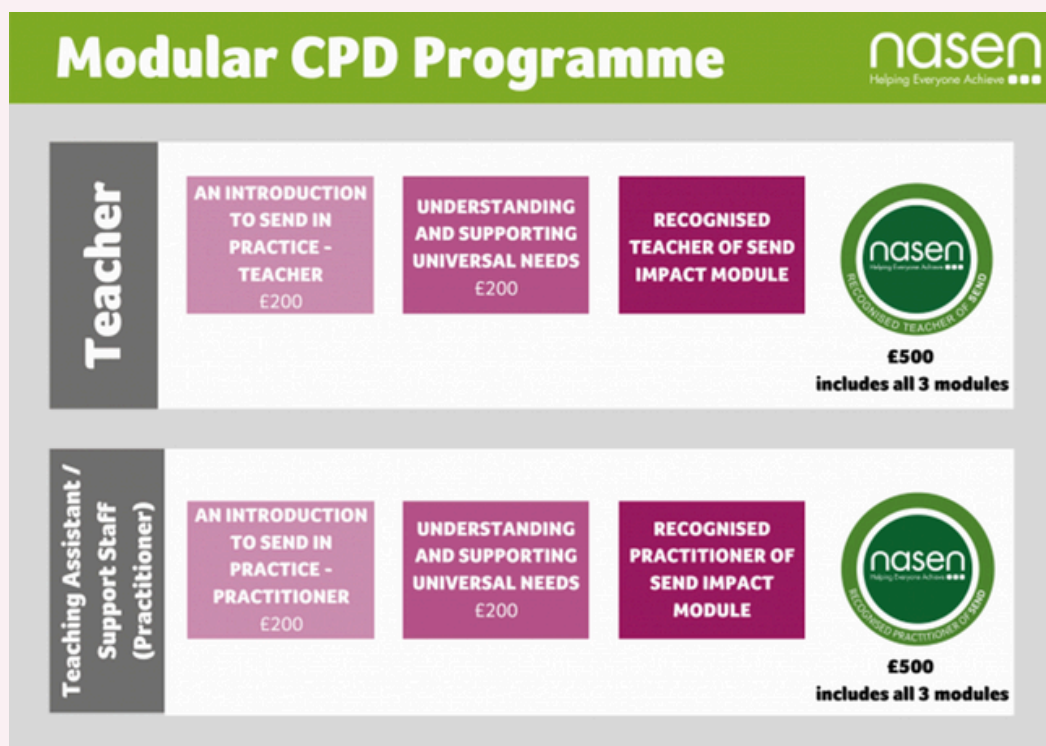 Modular CPD Programme
nasen
Helping Everyone Achieve
Teacher
AN INTRODUCTION
TO SEND IN
PRACTICE -
TEACHER
£200
UNDERSTANDING
AND SUPPORTING
UNIVERSAL NEEDS
£200
RECOGNISED
TEACHER OF SEND
IMPACT MODULE
nasen
Helping Everyone Achieve
RECOGNISED TEACHER OF SEND
£500
includes all 3 modules
Teaching Assistant /
Support Staff
(Practitioner)
AN INTRODUCTION
TO SEND IN
PRACTICE -
PRACTITIONER
£200
UNDERSTANDING
AND SUPPORTING
UNIVERSAL NEEDS
£200
RECOGNISED
PRACTITIONER OF
SEND IMPACT
MODULE
nasen
Helping Everyone Achieve
RECOGNISED PRACTITIONER OF SEND
£500
includes all 3 modules